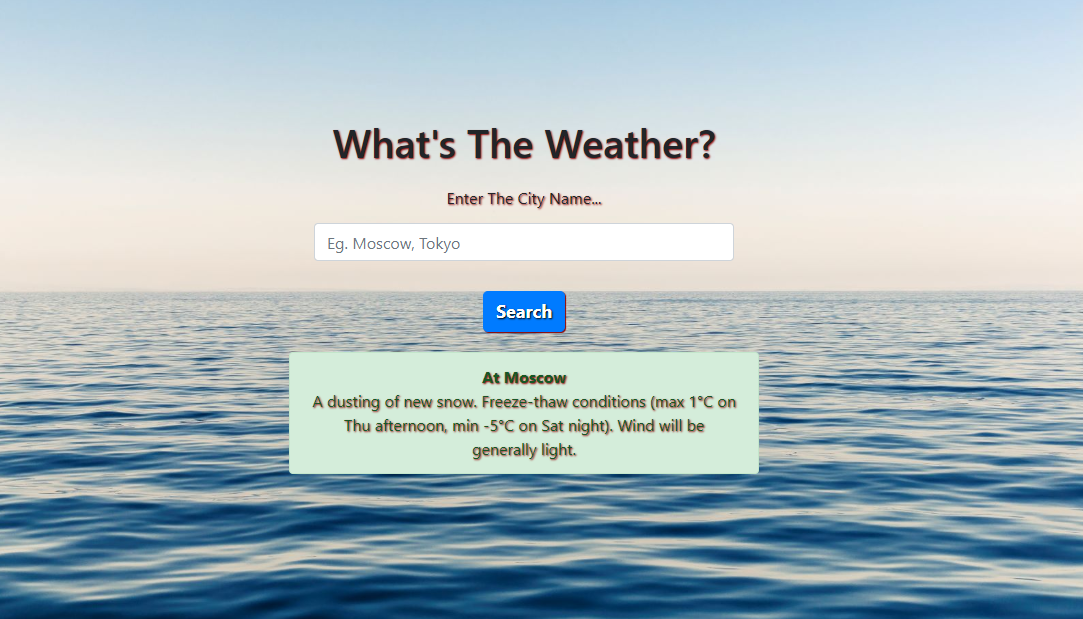 What's The Weather?
Enter The City Name...
Eg. Moscow, Tokyo
Search
At Moscow
A dusting of new snow. Freeze-thaw conditions (max 1°C on
Thu afternoon, min -5°C on Sat night). Wind will be
generally light.